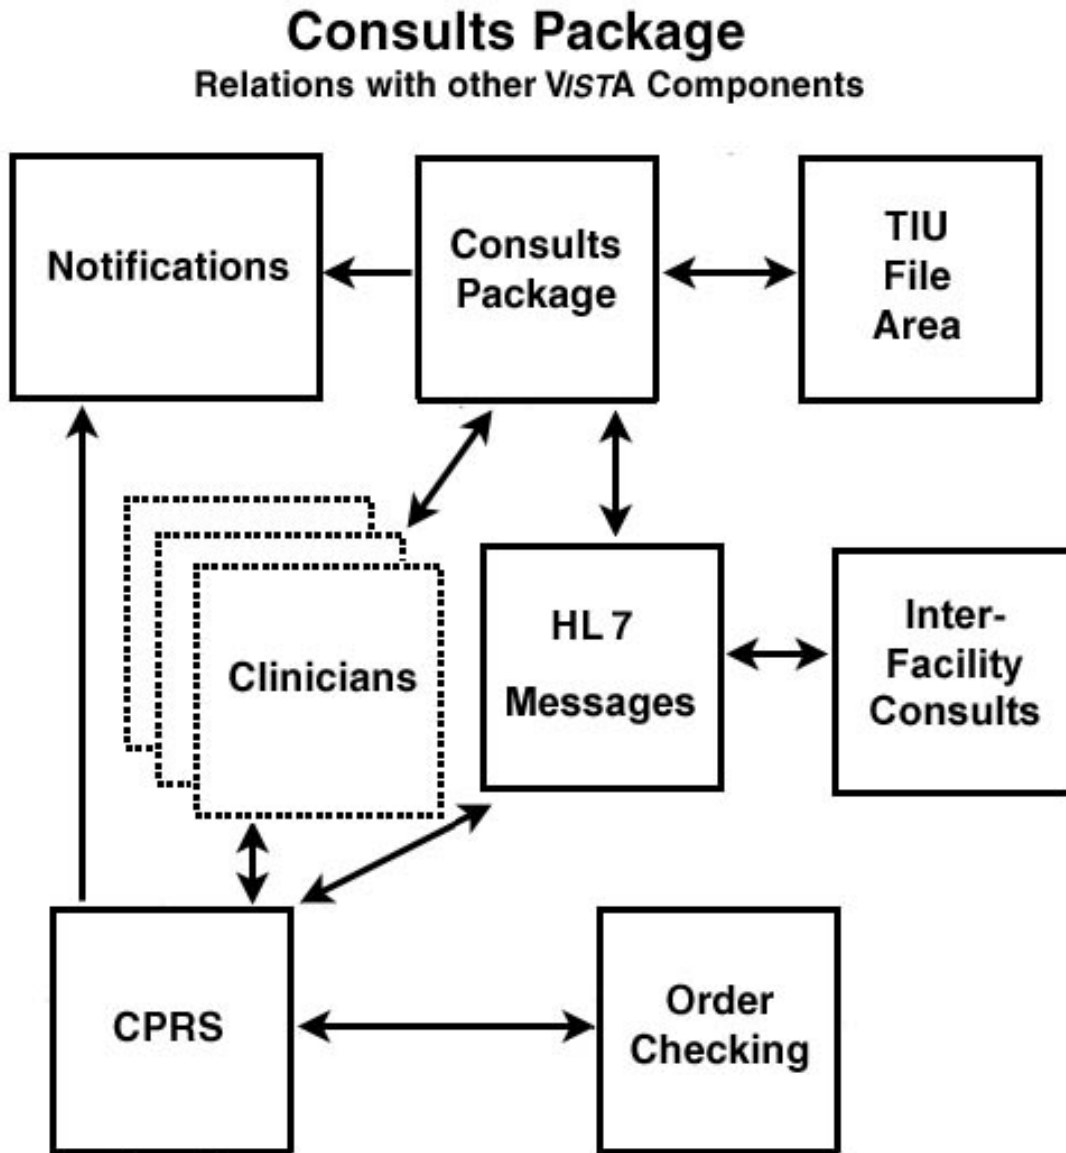 Consults Package
Relations with other VISTA Components
Notifications
Consults
Package
TIU
File
Area
Clinicians
HL 7
Messages
Inter-
Facility
Consults
CPRS
Order
Checking